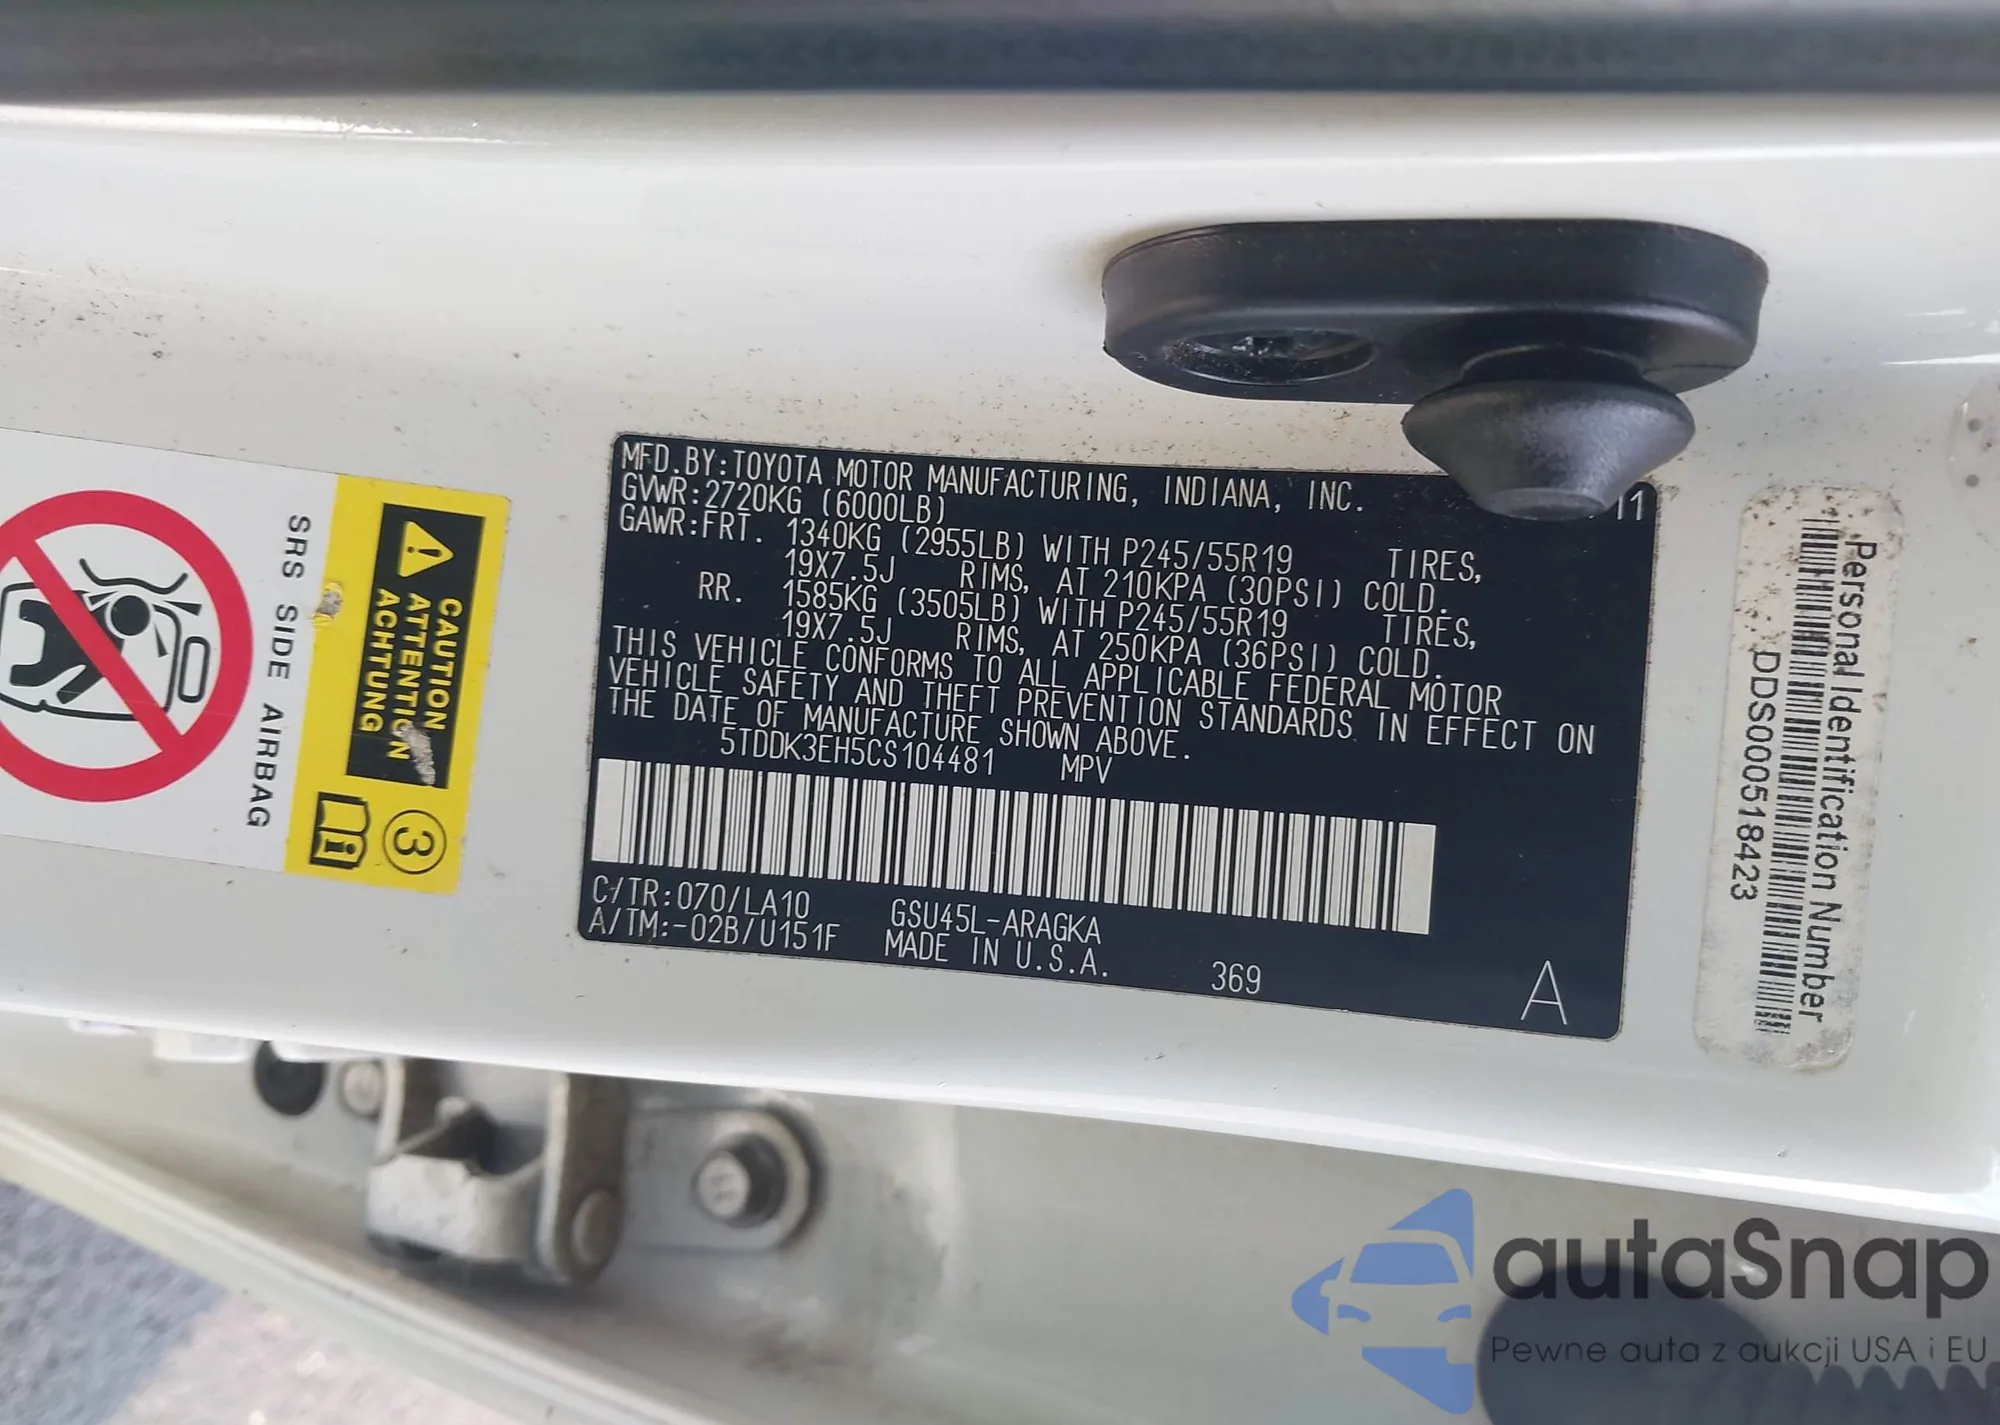 MFD.BY:TOYOTA MOTOR MANUFACTURING, INDIANA, INC.
11
GVWR:2720KG (6000LB)
GAWR:FRT. 1340KG (2955LB) WITH P245/55R19 TIRES,
19X7.5J RIMS, AT 210KPA (30PSI) COLD.
RR. 1585KG (3505LB) WITH P245/55R19 TIRES,
19X7.5J RIMS, AT 250KPA (36PSI) COLD.
THIS VEHICLE CONFORMS TO ALL APPLICABLE FEDERAL MOTOR
VEHICLE SAFETY AND THEFT PREVENTION STANDARDS IN EFFECT ON
THE DATE OF MANUFACTURE SHOWN ABOVE.
5TDDK3EH5CS104481 MPV
C/TR:070/LA10 GSU45L-ARAGKA
A/TM:-02B/U151F MADE IN U.S.A. 369
A
SRS SIDE AIRBAG
CAUTION
ATTENTION
ACHTUNG
3
i
Personal Identification Number
DDS000518423
autaSnap
Pewne auta z aukcji USA i EU